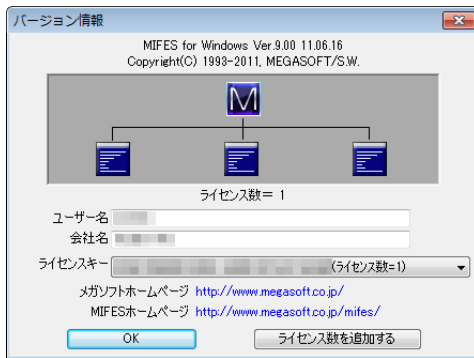 バージョン情報
MIFES for Windows Ver.9.00 11.06.16
Copyright(C) 1993-2011, MEGASOFT/S.W.
M
ライセンス数= 1
ユーザー名
会社名
ライセンスキー (ライセンス数=1)
メガソフトホームページ http://www.megasoft.co.jp/
MIFESホームページ http://www.megasoft.co.jp/mifes/
OK ライセンス数を追加する